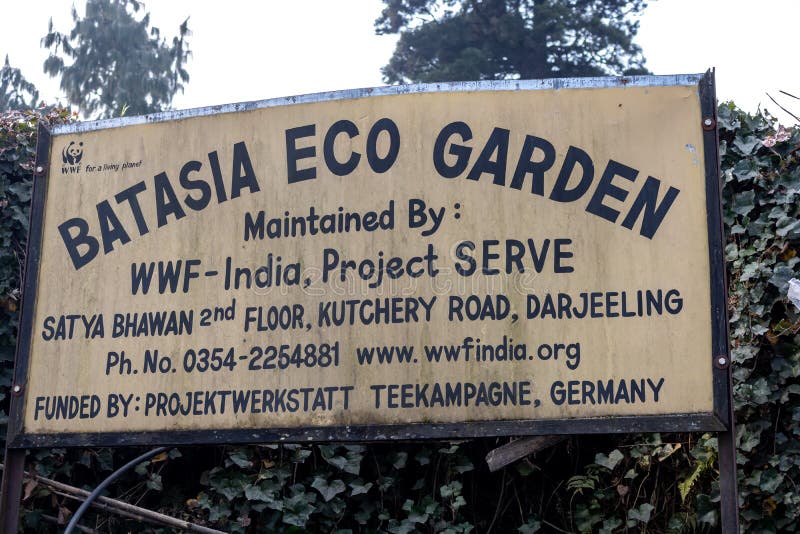 WWF for a living planet
BATASIA ECO GARDEN
Maintained By:
WWF-India, Project SERVE
SATYA BHAWAN 2nd FLOOR, KUTCHERY ROAD, DARJEELING
Ph. No. 0354-2254881 www.wwfindia.org
FUNDED BY: PROJEKTWERKSTATT TEEKAMPAGNE, GERMANY